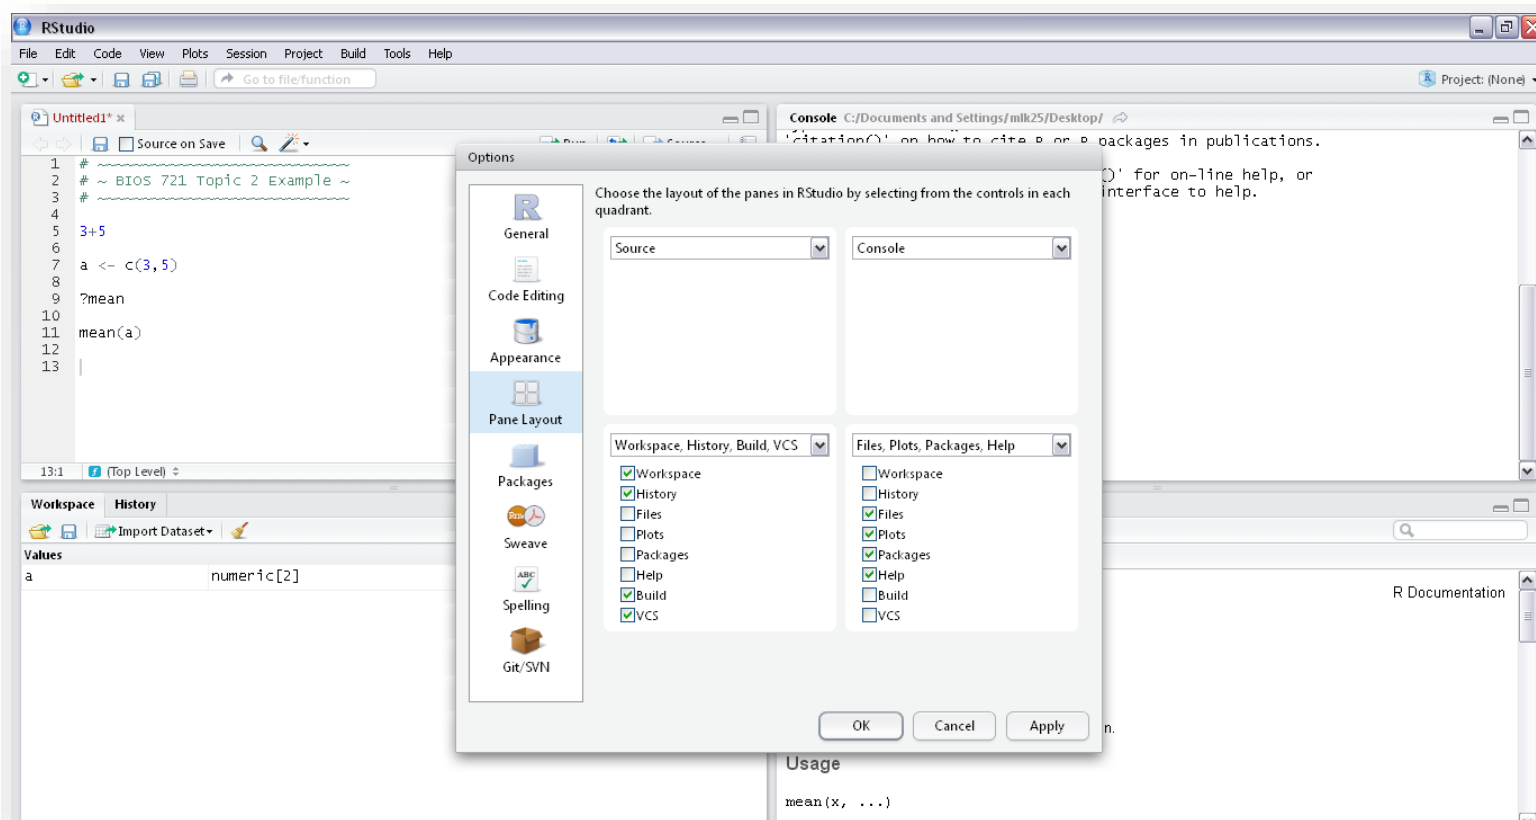 RStudio
File Edit Code View Plots Session Project Build Tools Help
Go to file/function
Project: (None)
Untitled1*
Source on Save
1 # ~~~~~~~~~~~~~~~~~~~~~~~~~~~~~~~
2 # ~ BIOS 721 Topic 2 Example ~
3 # ~~~~~~~~~~~~~~~~~~~~~~~~~~~~~~~
4
5 3+5
6
7 a <- c(3,5)
8
9 ?mean
10
11 mean(a)
12
13
13:1 (Top Level)
Console C:/Documents and Settings/mlk25/Desktop/
'citation()' on how to cite R or R packages in publications.
()' for on-line help, or
interface to help.
Workspace History
Import Dataset
Values
a numeric[2]
Options
General
Code Editing
Appearance
Pane Layout
Packages
Sweave
ABC
Spelling
Git/SVN
Choose the layout of the panes in RStudio by selecting from the controls in each
quadrant.
Source
Console
Workspace, History, Build, VCS
Workspace
History
Files
Plots
Packages
Help
Build
VCS
Files, Plots, Packages, Help
Workspace
History
Files
Plots
Packages
Help
Build
VCS
OK Cancel Apply
R Documentation
n.
Usage
mean(x, ...)